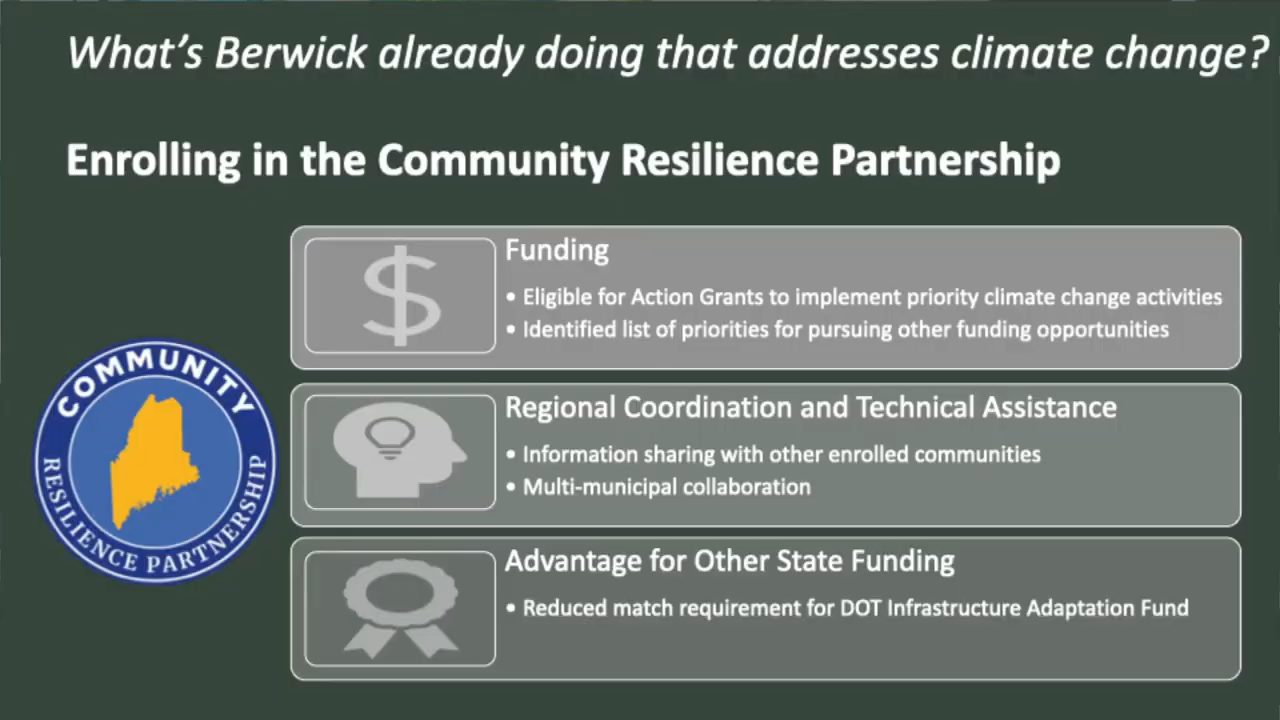 What's Berwick already doing that addresses climate change?
Enrolling in the Community Resilience Partnership
Funding
• Eligible for Action Grants to implement priority climate change activities
• Identified list of priorities for pursuing other funding opportunities
COMMUNITY
RESILIENCE PARTNERSHIP
Regional Coordination and Technical Assistance
• Information sharing with other enrolled communities
• Multi-municipal collaboration
Advantage for Other State Funding
• Reduced match requirement for DOT Infrastructure Adaptation Fund